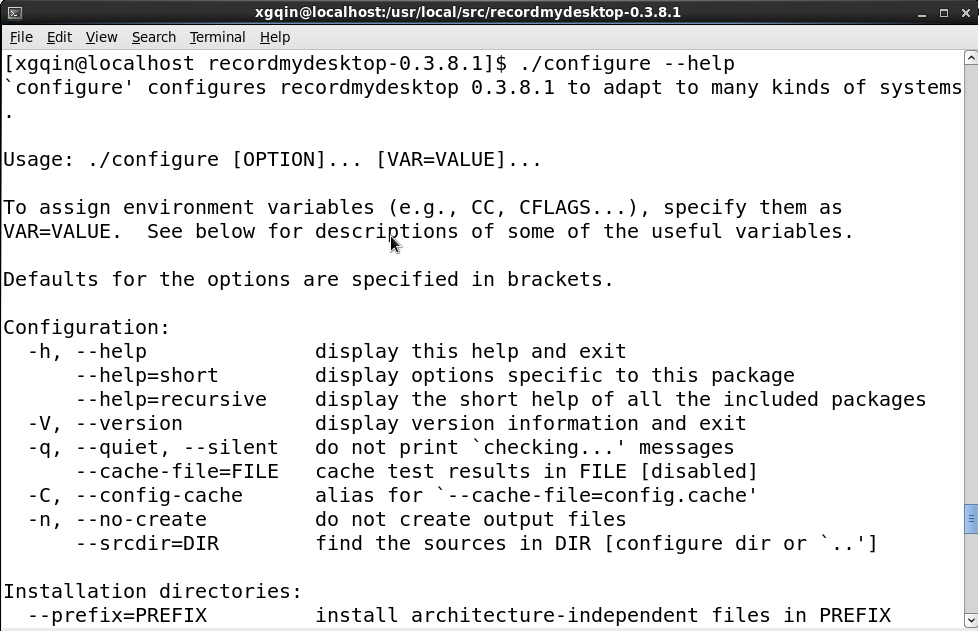 xgqin@localhost:/usr/local/src/recordmydesktop-0.3.8.1
File Edit View Search Terminal Help
[xgqin@localhost recordmydesktop-0.3.8.1]$ ./configure --help
`configure' configures recordmydesktop 0.3.8.1 to adapt to many kinds of systems
.
Usage: ./configure [OPTION]... [VAR=VALUE]...
To assign environment variables (e.g., CC, CFLAGS...), specify them as
VAR=VALUE.  See below for descriptions of some of the useful variables.
Defaults for the options are specified in brackets.
Configuration:
  -h, --help              display this help and exit
      --help=short        display options specific to this package
      --help=recursive    display the short help of all the included packages
  -V, --version           display version information and exit
  -q, --quiet, --silent   do not print `checking...' messages
      --cache-file=FILE   cache test results in FILE [disabled]
  -C, --config-cache      alias for `--cache-file=config.cache'
  -n, --no-create         do not create output files
      --srcdir=DIR        find the sources in DIR [configure dir or `..']
Installation directories:
  --prefix=PREFIX         install architecture-independent files in PREFIX